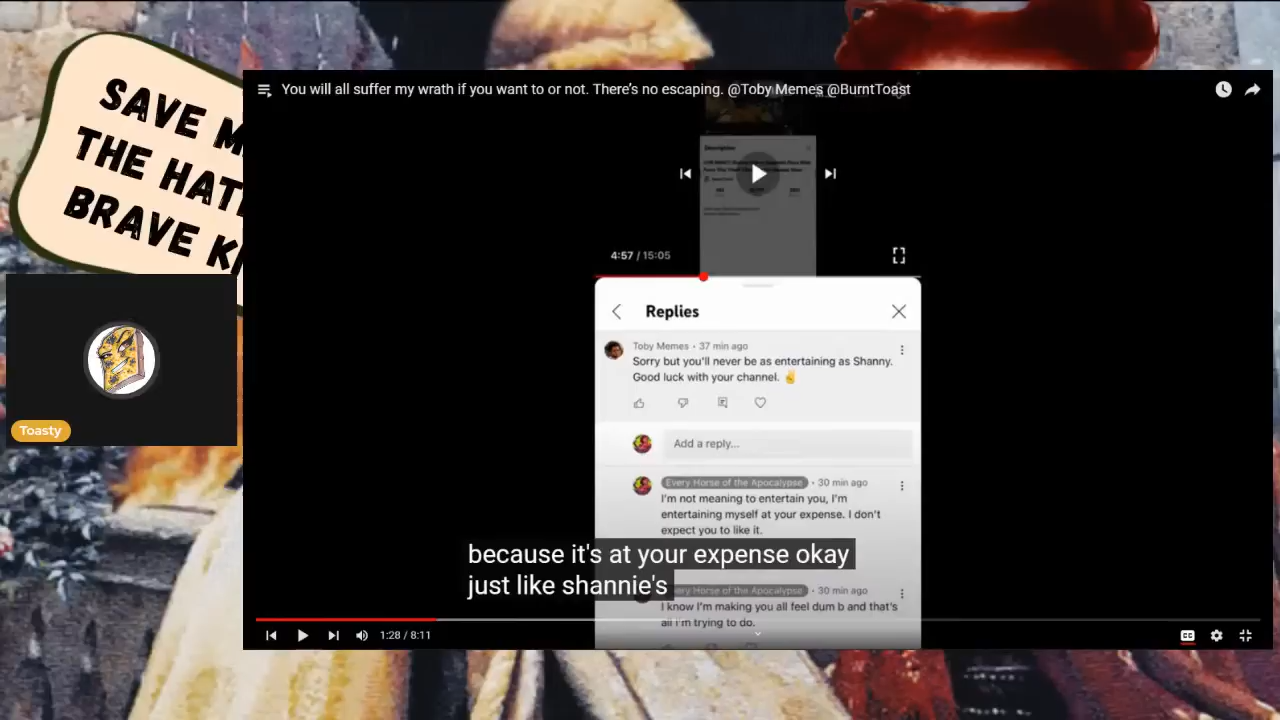 SAVE M
THE HAT
BRAVE KI
Toasty
You will all suffer my wrath if you want to or not. There's no escaping. @Toby Memes @BurntToast
Description
4:57 / 15:05
Replies
Toby Memes • 37 min ago
Sorry but you'll never be as entertaining as Shanny.
Good luck with your channel. ✌
Add a reply...
Every Horse of the Apocalypse • 30 min ago
I'm not meaning to entertain you, I'm
entertaining myself at your expense. I don't
expect you to like it.
because it's at your expense okay
just like shannie's
ery Horse of the Apocalypse • 30 min ago
I know I'm making you all feel dum b and that's
all I'm trying to do.
1:28 / 8:11
CC